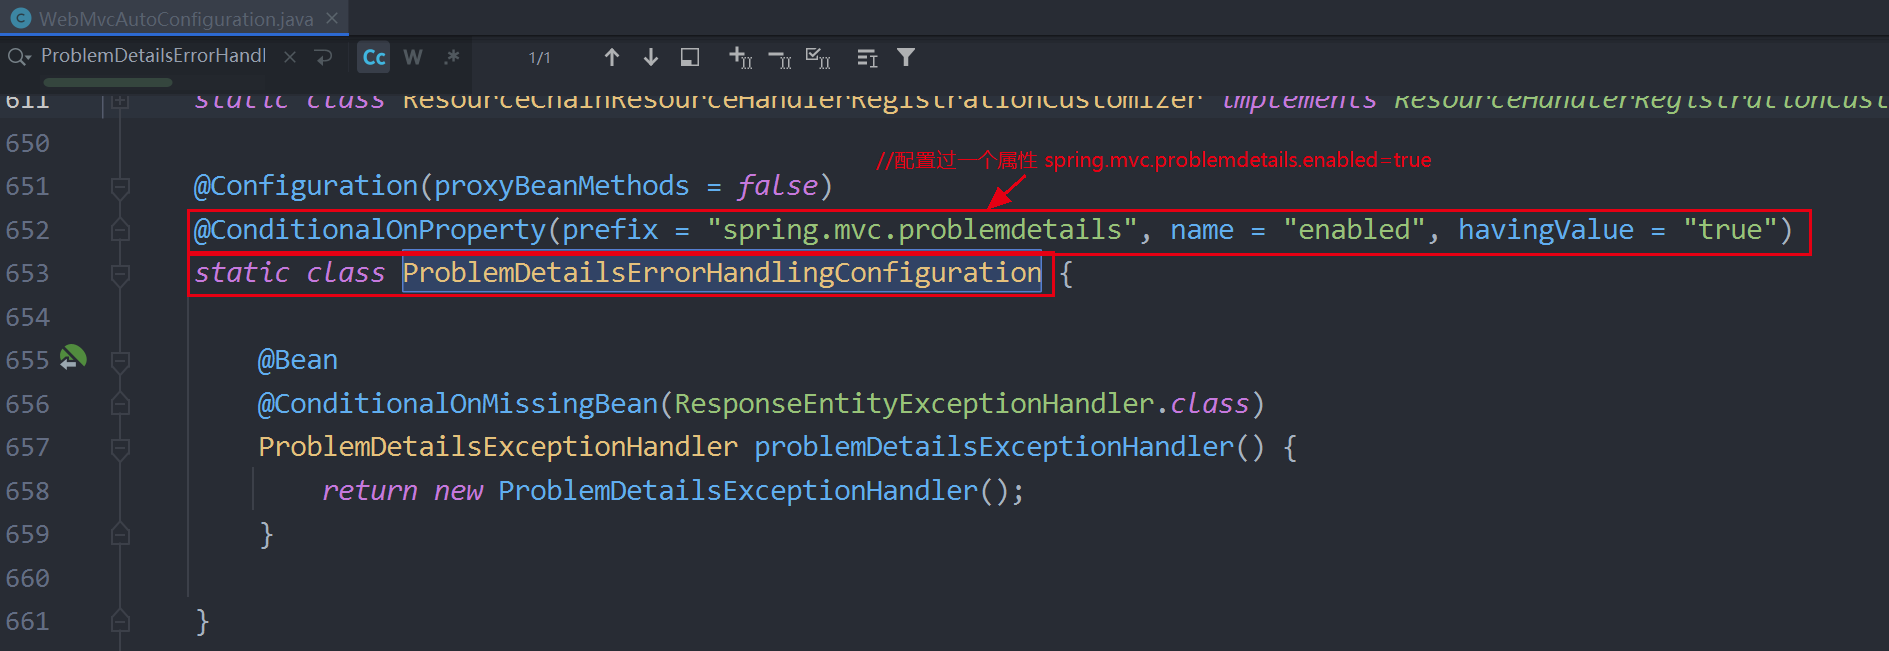 WebMvcAutoConfiguration.java
ProblemDetailsErrorHandl
Cc W .* 1/1
611 static class ResourceChainResourceHandlerRegistrationCustomizer implements ResourceHandlerRegistrationCust
650
//配置过一个属性 spring.mvc.problemdetails.enabled=true
651 @Configuration(proxyBeanMethods = false)
652 @ConditionalOnProperty(prefix = "spring.mvc.problemdetails", name = "enabled", havingValue = "true")
653 static class ProblemDetailsErrorHandlingConfiguration {
654
655 @Bean
656 @ConditionalOnMissingBean(ResponseEntityExceptionHandler.class)
657 ProblemDetailsExceptionHandler problemDetailsExceptionHandler() {
658 return new ProblemDetailsExceptionHandler();
659 }
660
661 }